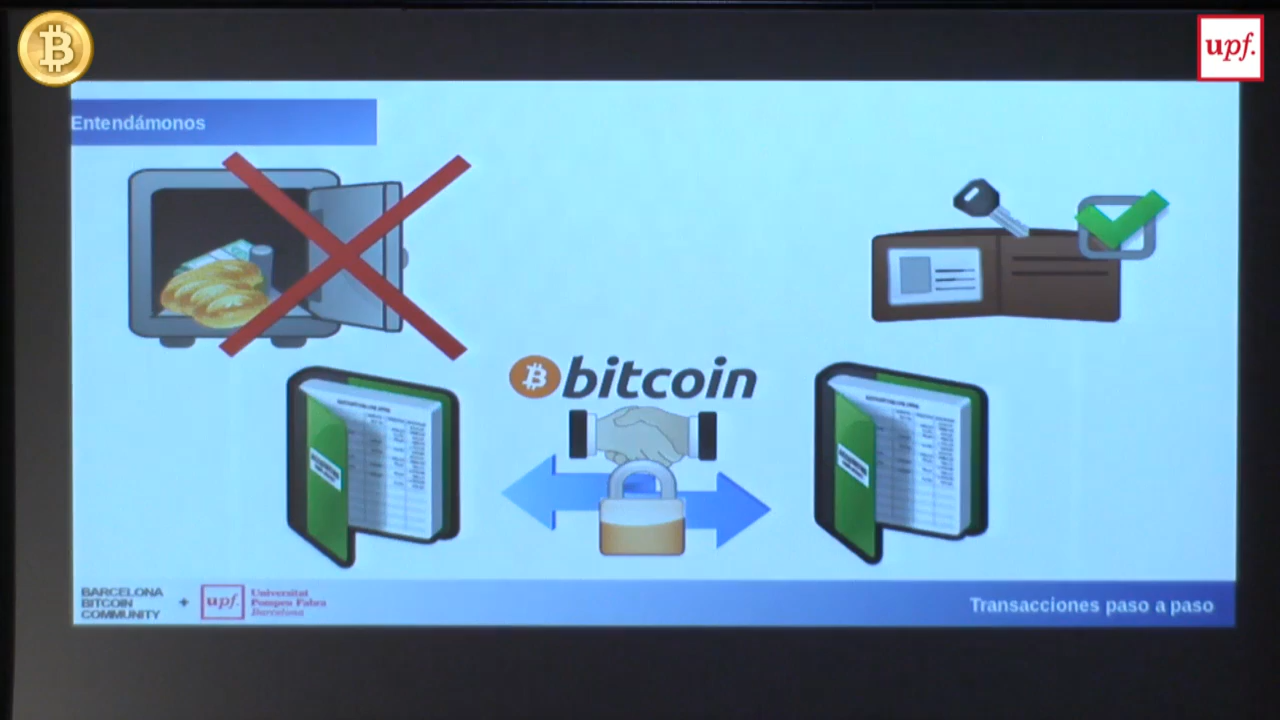 upf.
Entendámonos
bitcoin
BARCELONA
BITCOIN
COMMUNITY
+
upf.
Universitat
Pompeu Fabra
Barcelona
Transacciones paso a paso